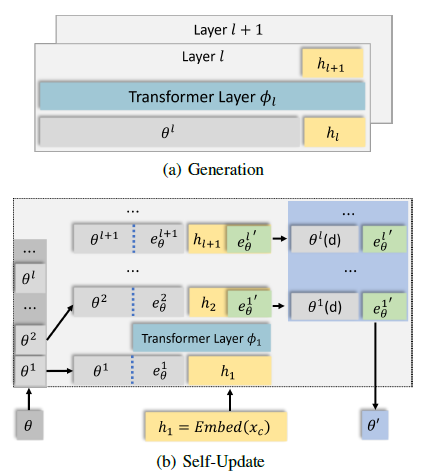 Layer l + 1
Layer l
h_{l+1}
Transformer Layer ϕ_l
θ^l
h_l
(a) Generation
...
...
θ^{l+1}
e_θ^{l+1}
h_{l+1}
e_θ^{l}′
θ^l(d)
e_θ^{l}′
...
θ^l
...
...
...
θ^2
e_θ^2
h_2
e_θ^{1}′
θ^1(d)
e_θ^{1}′
θ^2
Transformer Layer ϕ_1
θ^1
θ^1
e_θ^1
h_1
θ
h_1 = Embed(x_c)
θ′
(b) Self-Update